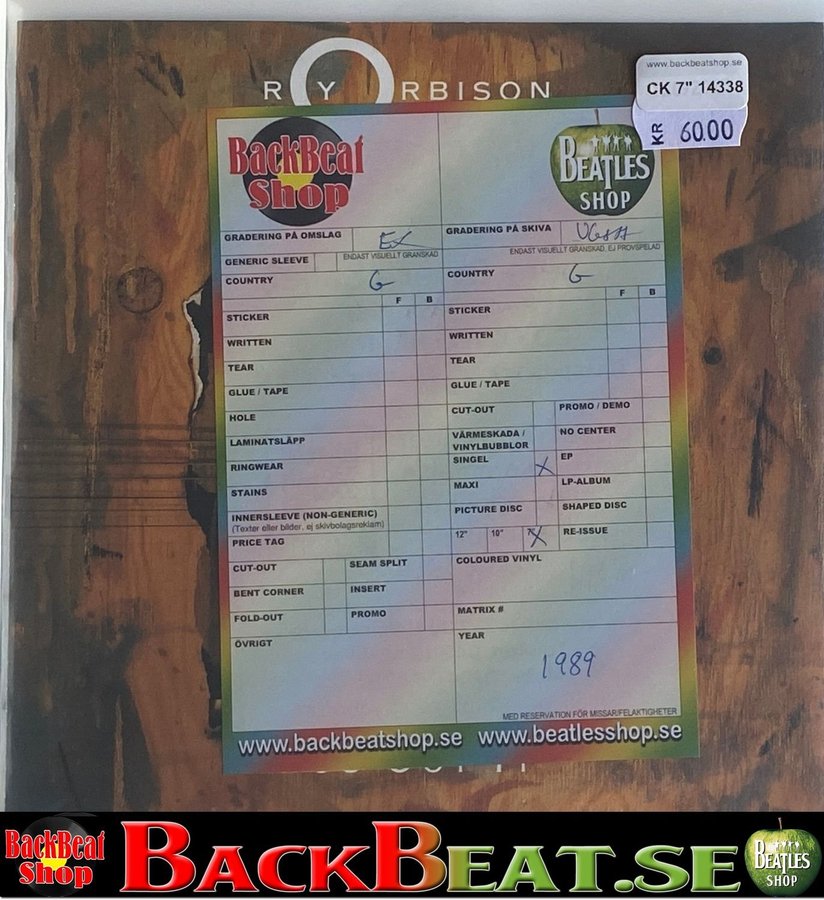 ROY ORBISON
www.backbeatshop.se
CK 7" 14338
KR 60.00
BackBeat Shop
BEATLES SHOP
GRADERING PÅ OMSLAG EX
ENDAST VISUELLT GRANSKAD
GENERIC SLEEVE
COUNTRY G
F B
STICKER
WRITTEN
TEAR
GLUE / TAPE
HOLE
LAMINATSLÄPP
RINGWEAR
STAINS
INNERSLEEVE (NON-GENERIC)
(Texter eller bilder, ej skivbolagsreklam)
PRICE TAG
CUT-OUT SEAM SPLIT
BENT CORNER INSERT
FOLD-OUT PROMO
ÖVRIGT
GRADERING PÅ SKIVA VG++
ENDAST VISUELLT GRANSKAD, EJ PROVSPELAD
COUNTRY G
F B
STICKER
WRITTEN
TEAR
GLUE / TAPE
CUT-OUT PROMO / DEMO
VÄRMESKADA /
VINYLBUBBLOR NO CENTER
SINGEL X EP
MAXI LP-ALBUM
PICTURE DISC SHAPED DISC
12" 10" 7" X RE-ISSUE
COLOURED VINYL
MATRIX #
YEAR
1989
MED RESERVATION FÖR MISSAR/FELAKTIGHETER
www.backbeatshop.se www.beatlesshop.se
BackBeat Shop
BACKBEAT.SE
BEATLES SHOP